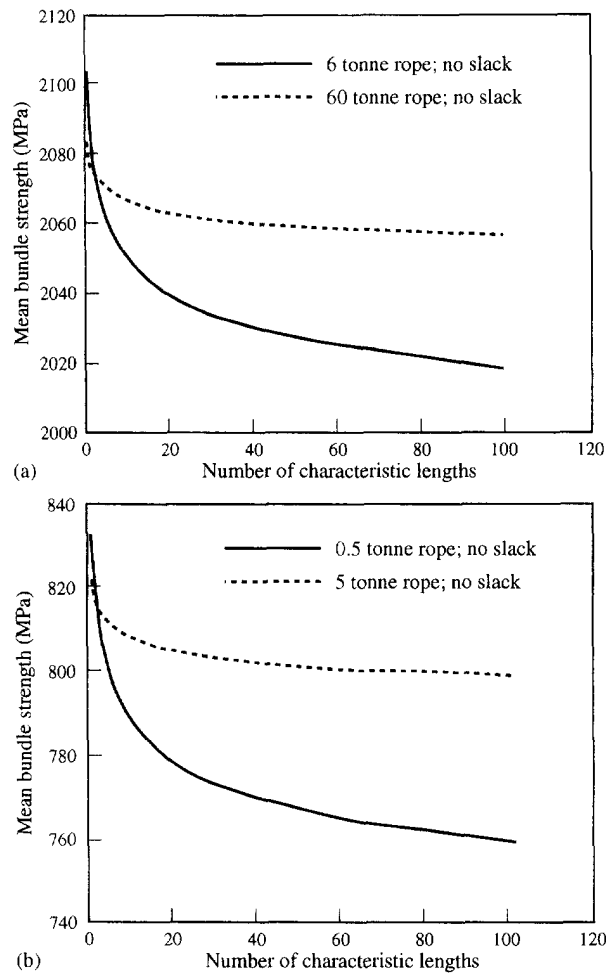 2120
2100
2080
2060
2040
2020
2000
Mean bundle strength (MPa)
6 tonne rope; no slack
60 tonne rope; no slack
0 20 40 60 80 100 120
(a) Number of characteristic lengths
840
820
800
780
760
740
Mean bundle strength (MPa)
0.5 tonne rope; no slack
5 tonne rope; no slack
0 20 40 60 80 100 120
(b) Number of characteristic lengths